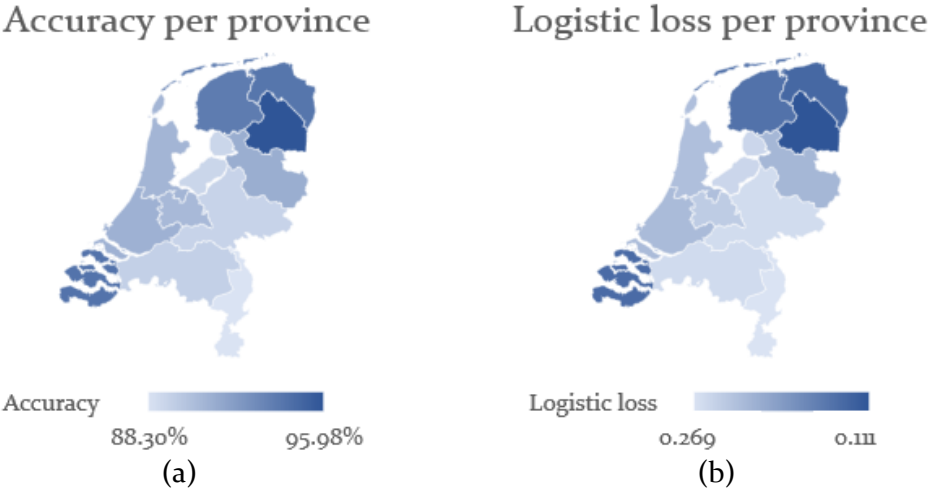 Accuracy per province
Logistic loss per province
Accuracy
88.30%
95.98%
Logistic loss
0.269
0.111
(a)
(b)